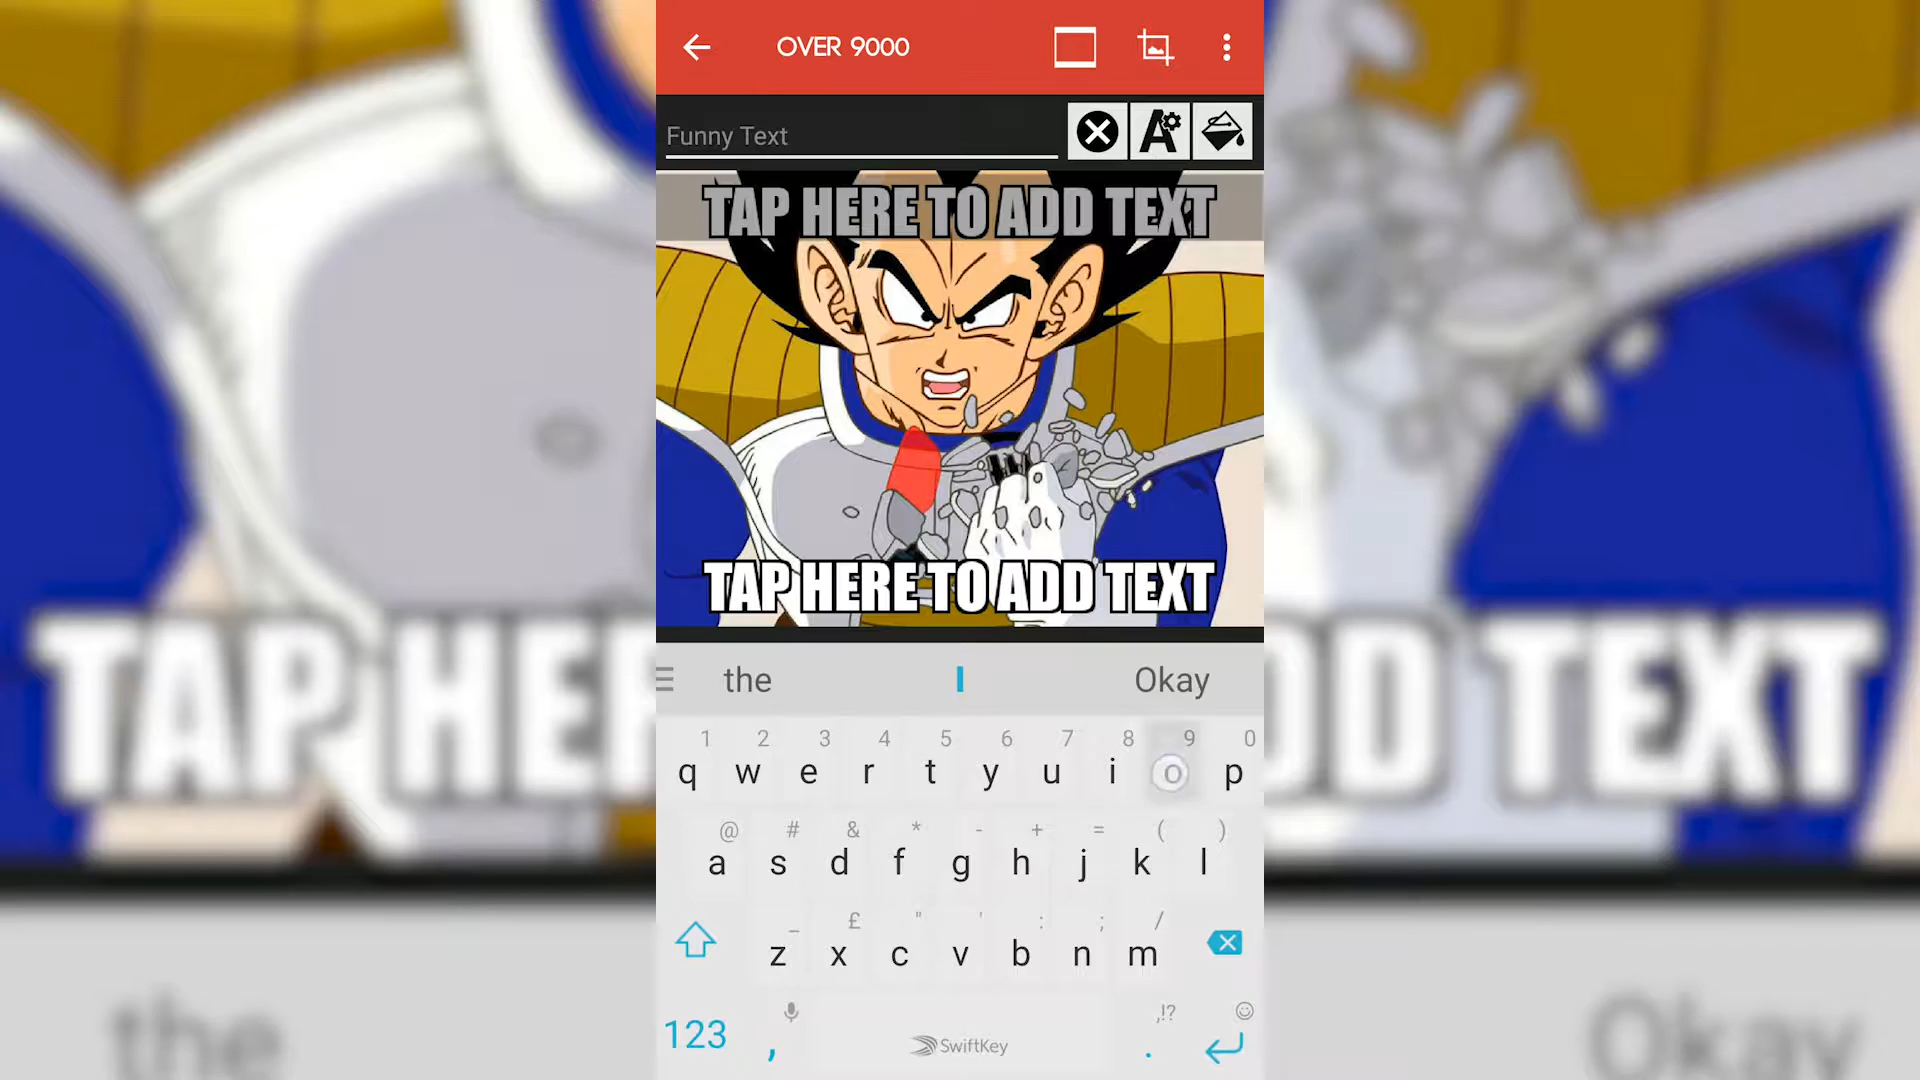 OVER 9000
Funny Text
TAP HERE TO ADD TEXT
TAP HERE TO ADD TEXT
the I Okay
1 2 3 4 5 6 7 8 9 0
q w e r t y u i o p
@ # & * - + = ( )
a s d f g h j k l
_ £ " ' : ; /
z x c v b n m
,!?
123 , SwiftKey .
TAP HE DD TEXT
the Okay